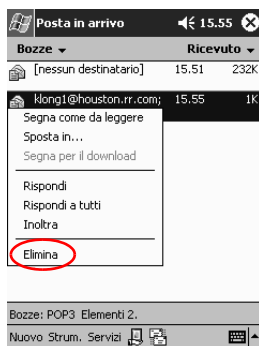 Posta in arrivo 15.55
Bozze Ricevuto
[nessun destinatario] 15.51 232K
klong1@houston.rr.com; 15.55 1K
Segna come da leggere
Sposta in...
Segna per il download
Rispondi
Rispondi a tutti
Inoltra
Elimina
Bozze: POP3 Elementi 2.
Nuovo Strum. Servizi